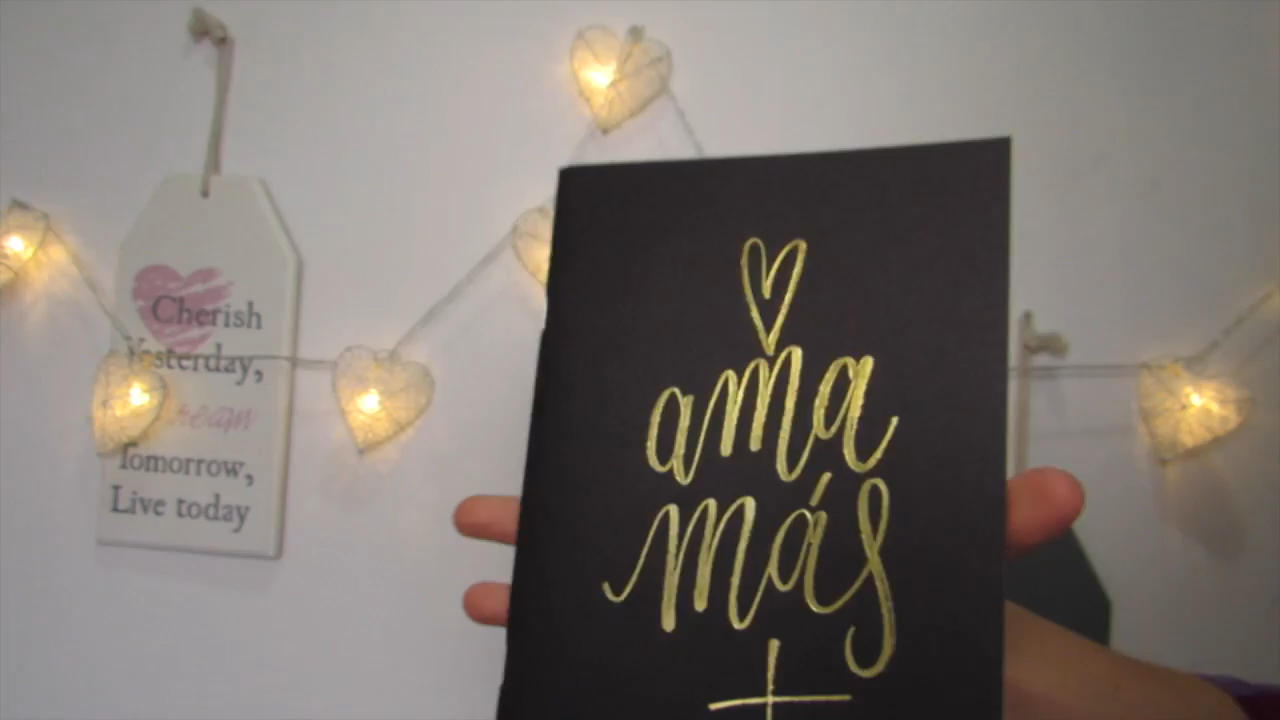 Cherish
Yesterday,
Tomorrow,
Live today
ama
más
+